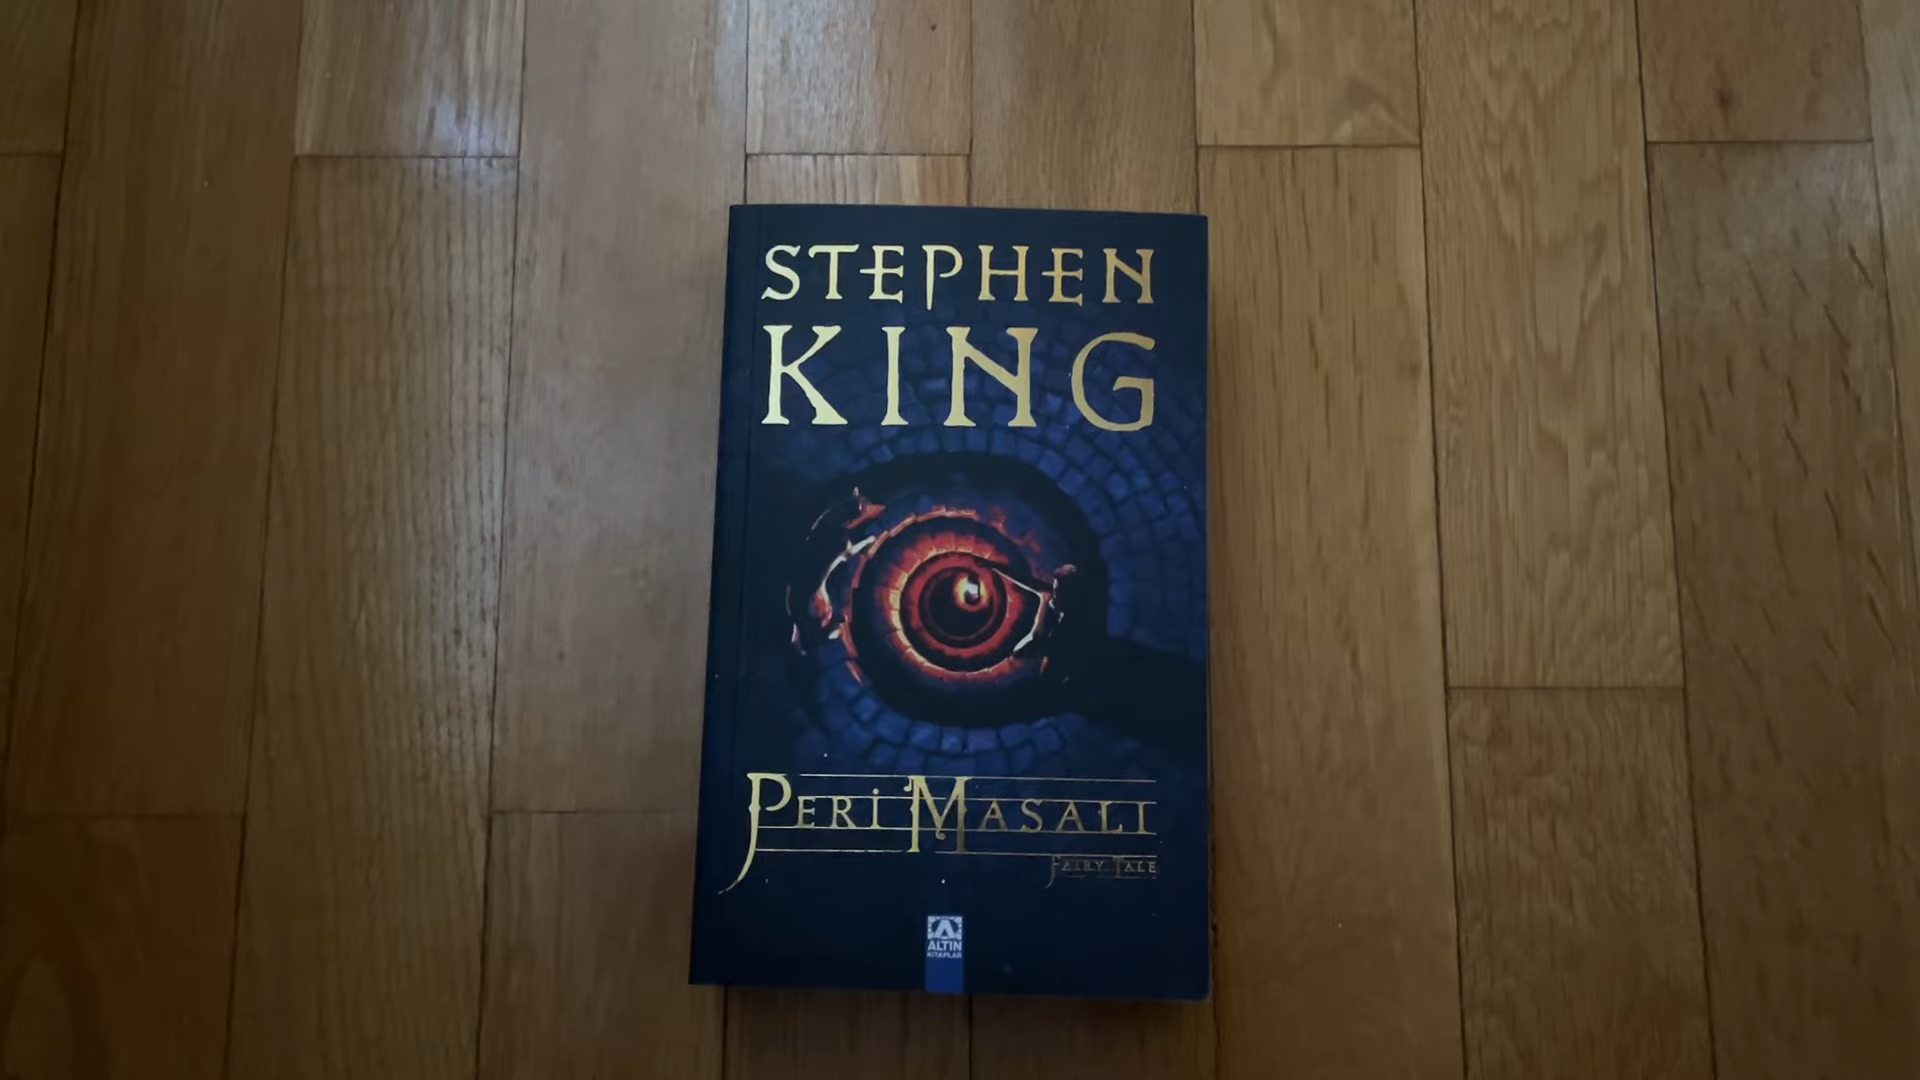 STEPHEN
KING
PERİ MASALI
FAIRY TALE
ALTIN
KİTAPLAR